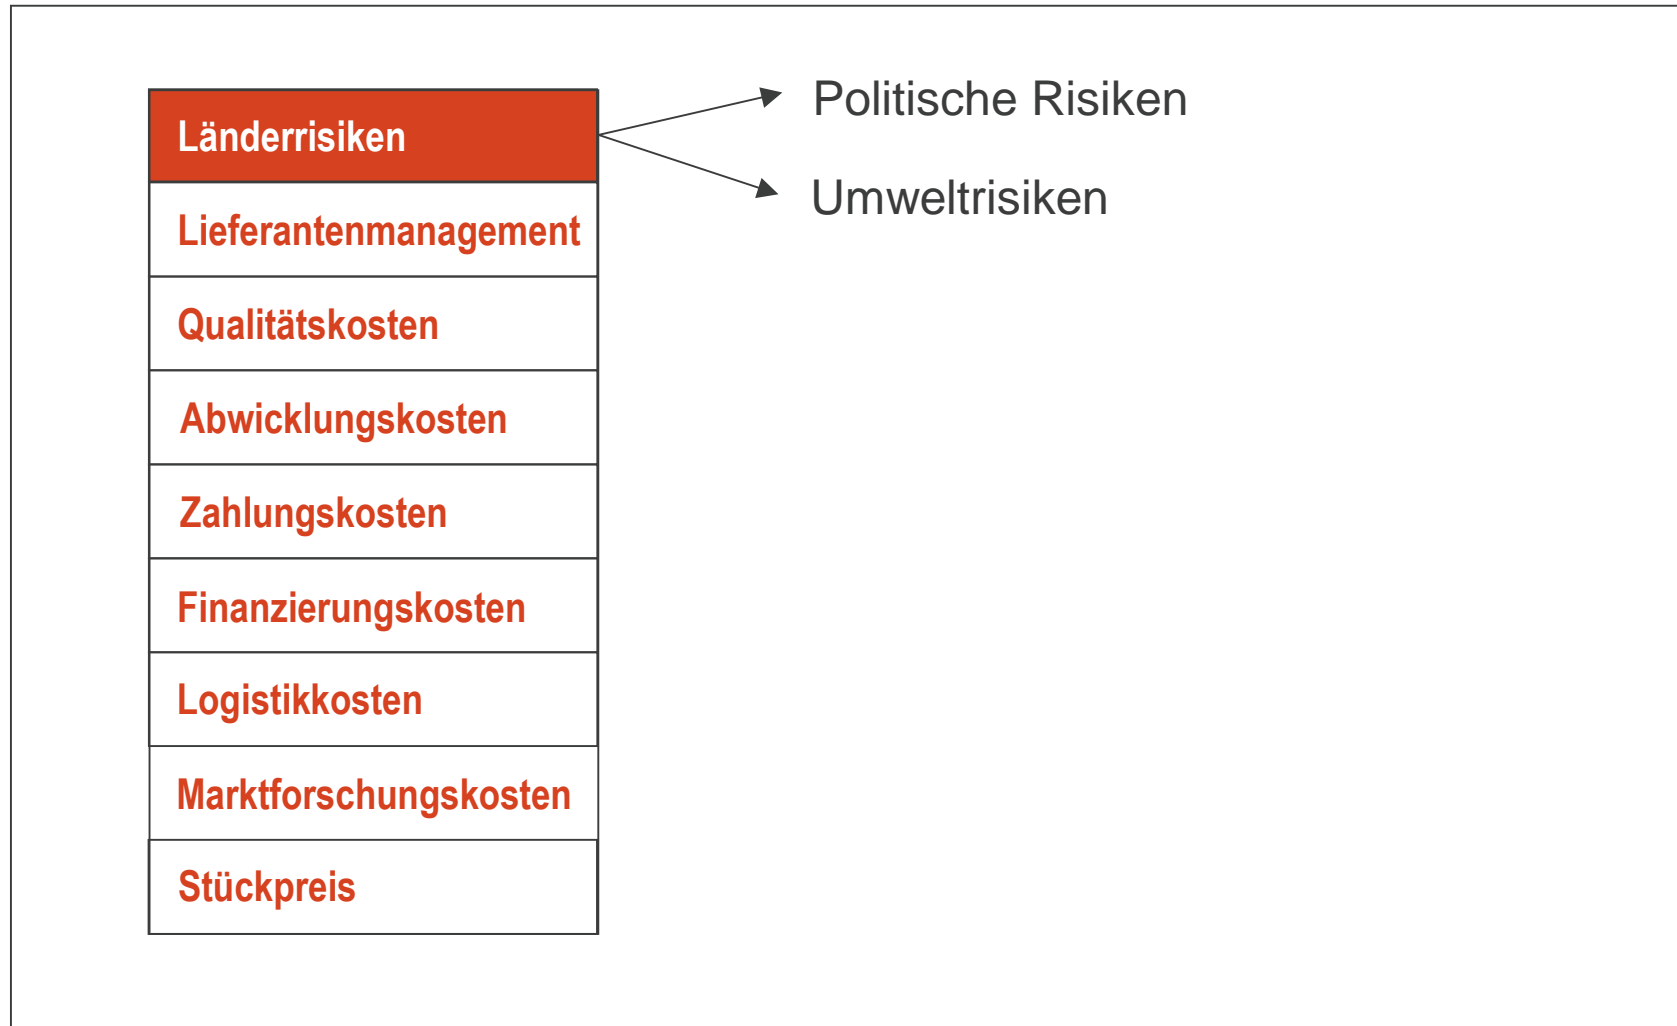 Länderrisiken
Politische Risiken
Umweltrisiken
Lieferantenmanagement
Qualitätskosten
Abwicklungskosten
Zahlungskosten
Finanzierungskosten
Logistikkosten
Marktforschungskosten
Stückpreis